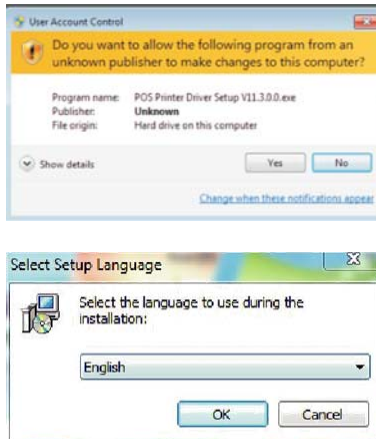 User Account Control
Do you want to allow the following program from an
unknown publisher to make changes to this computer?
Program name: POS Printer Driver Setup V11.3.0.0.exe
Publisher: Unknown
File origin: Hard drive on this computer
Show details
Yes
No
Change when these notifications appear
Select Setup Language
Select the language to use during the
installation:
English
OK
Cancel